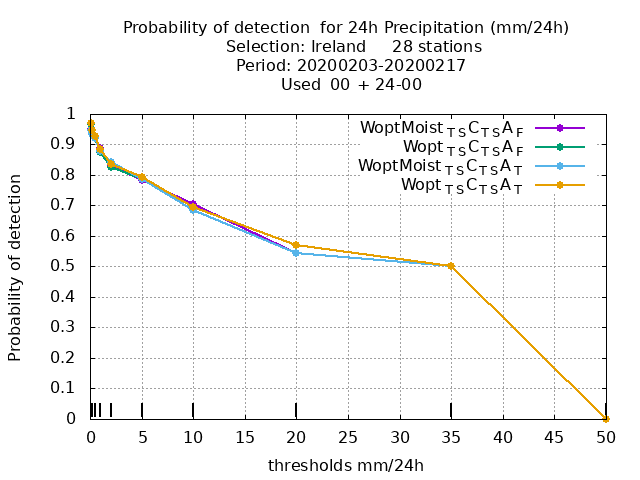 Probability of detection for 24h Precipitation (mm/24h)
Selection: Ireland 28 stations
Period: 20200203-20200217
Used 00 + 24-00
WoptMoist TS C TS A F
Wopt TS C TS A F
WoptMoist TS C TS A T
Wopt TS C TS A T
1
0.9
0.8
0.7
0.6
0.5
0.4
0.3
0.2
0.1
0
Probability of detection
0 5 10 15 20 25 30 35 40 45 50
thresholds mm/24h